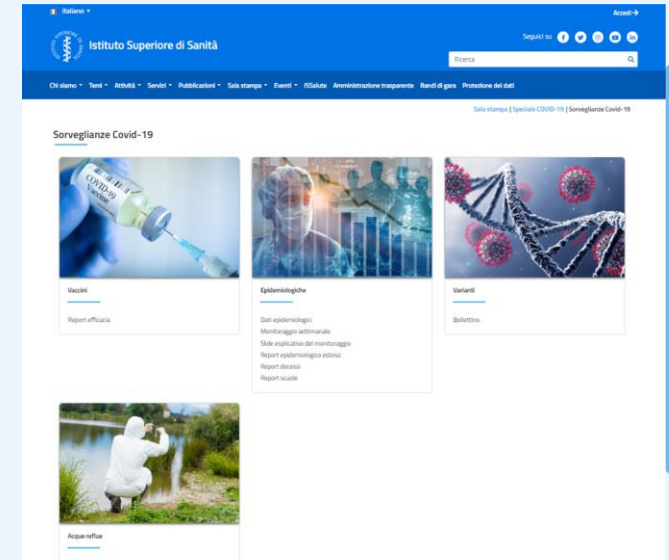 italiano
Accedi →
Istituto Superiore di Sanità
Seguici su
Ricerca
Chi siamo Temi Attività Servizi Pubblicazioni Sala stampa Eventi ISSalute Amministrazione trasparente Bandi di gara Protezione dei dati
Sala stampa | Speciale COVID-19 | Sorveglianze Covid-19
Sorveglianze Covid-19
COVID-19
Vaccine
Vaccini
Report efficacia
Epidemiologiche
Dati epidemiologici
Monitoraggio settimanale
Slide esplicative del monitoraggio
Report epidemiologico esteso
Report decessi
Report scuole
Varianti
Bollettino
Acque reflue